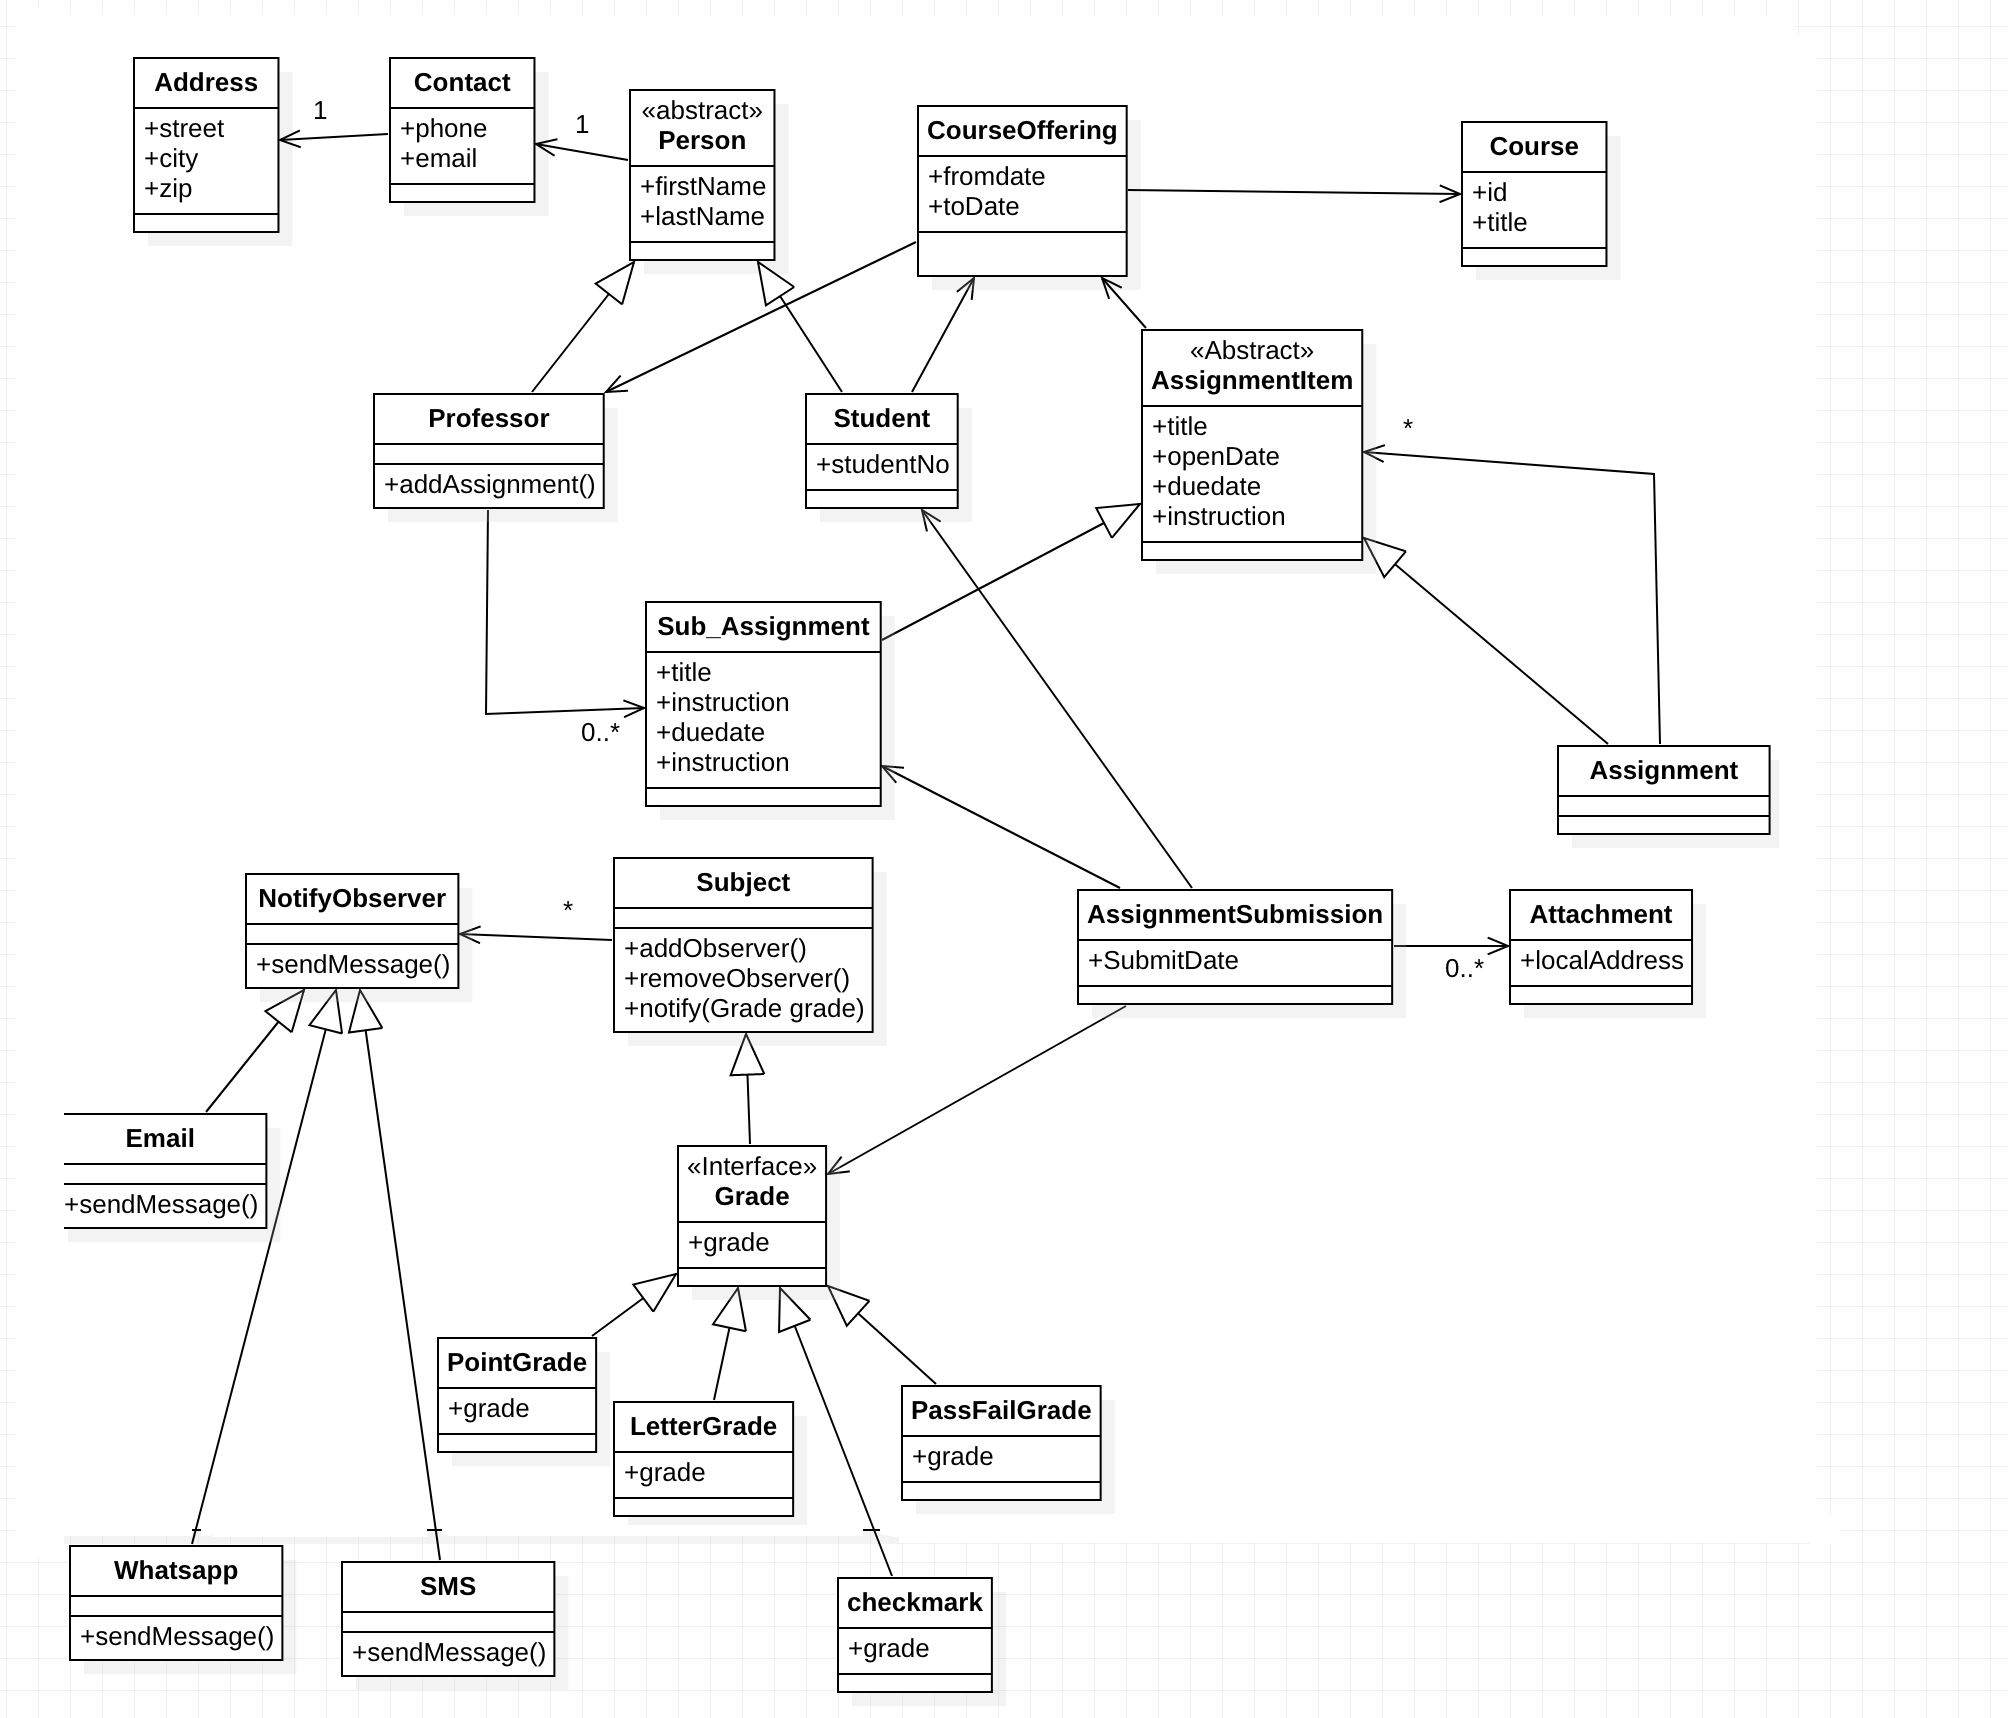 Address
+street
+city
+zip
1
Contact
+phone
+email
1
«abstract»
Person
+firstName
+lastName
CourseOffering
+fromdate
+toDate
Course
+id
+title
Professor
+addAssignment()
Student
+studentNo
«Abstract»
AssignmentItem
+title
+openDate
+duedate
+instruction
*
Sub_Assignment
+title
+instruction
+duedate
+instruction
0..*
Assignment
NotifyObserver
+sendMessage()
*
Subject
+addObserver()
+removeObserver()
+notify(Grade grade)
AssignmentSubmission
+SubmitDate
0..*
Attachment
+localAddress
Email
+sendMessage()
«Interface»
Grade
+grade
PointGrade
+grade
LetterGrade
+grade
PassFailGrade
+grade
Whatsapp
+sendMessage()
SMS
+sendMessage()
checkmark
+grade